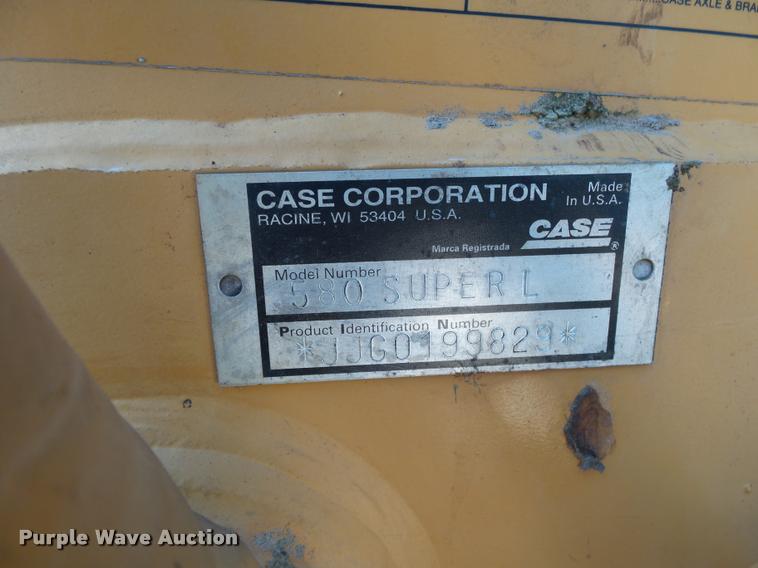 CASE AXLE & BRA
CASE CORPORATION
RACINE, WI 53404 U.S.A.
Made
In U.S.A.
CASE
®
Marca Registrada
Model Number
580 SUPER L
Product Identification Number
*JJG0199829*
Purple Wave Auction